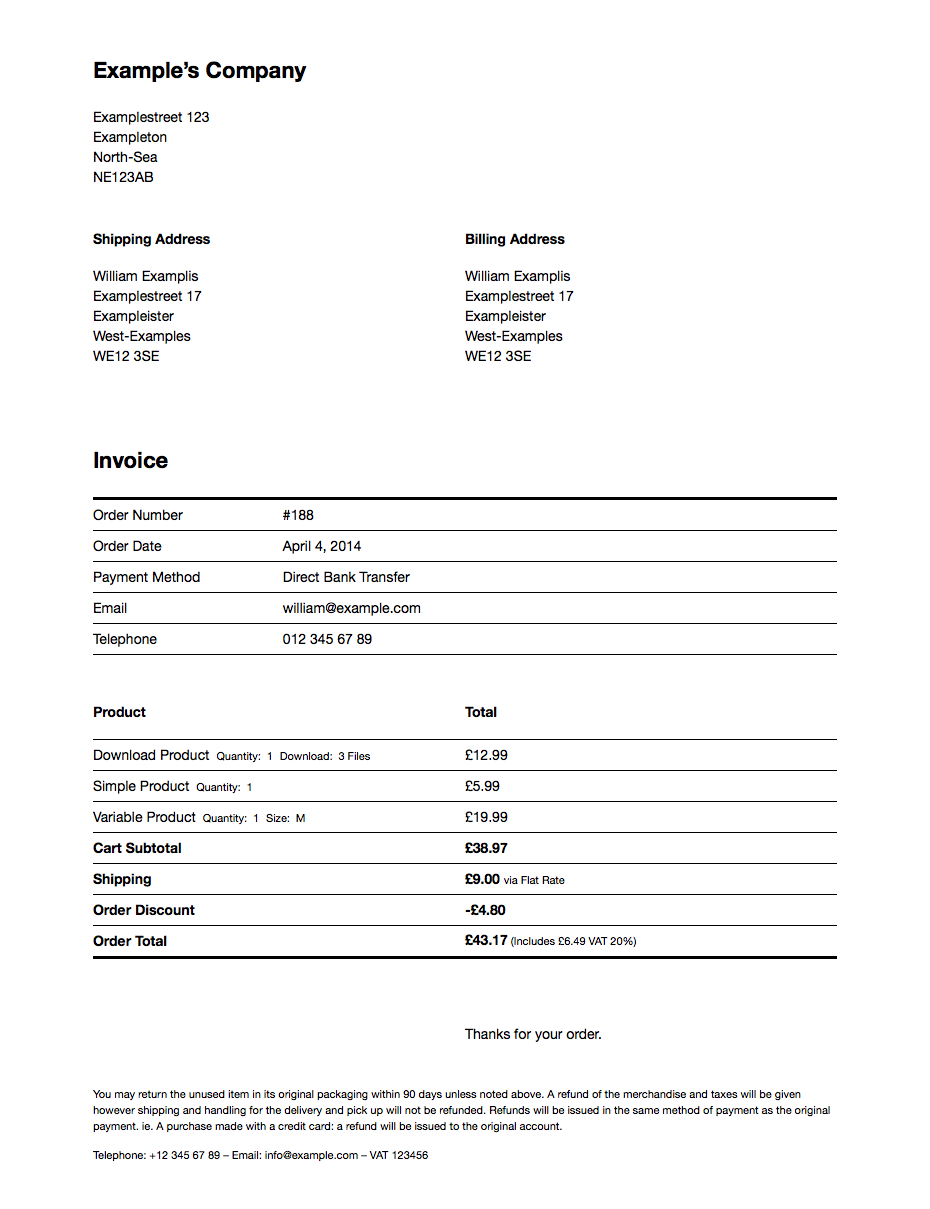 Example’s Company
Examplestreet 123
Exampleton
North-Sea
NE123AB
Shipping Address
William Examplis
Examplestreet 17
Exampleister
West-Examples
WE12 3SE
Billing Address
William Examplis
Examplestreet 17
Exampleister
West-Examples
WE12 3SE
Invoice
Order Number #188
Order Date April 4, 2014
Payment Method Direct Bank Transfer
Email william@example.com
Telephone 012 345 67 89
Product Total
Download Product Quantity: 1 Download: 3 Files £12.99
Simple Product Quantity: 1 £5.99
Variable Product Quantity: 1 Size: M £19.99
Cart Subtotal £38.97
Shipping £9.00 via Flat Rate
Order Discount -£4.80
Order Total £43.17 (Includes £6.49 VAT 20%)
Thanks for your order.
You may return the unused item in its original packaging within 90 days unless noted above. A refund of the merchandise and taxes will be given
however shipping and handling for the delivery and pick up will not be refunded. Refunds will be issued in the same method of payment as the original
payment. ie. A purchase made with a credit card: a refund will be issued to the original account.
Telephone: +12 345 67 89 – Email: info@example.com – VAT 123456